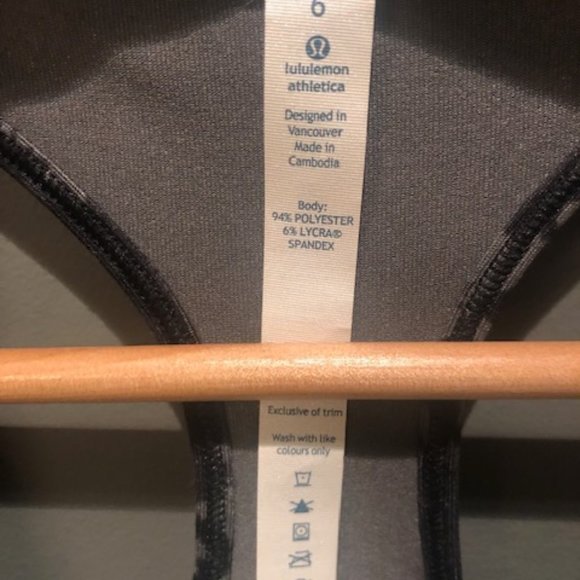 6
lululemon
athletica
Designed in
Vancouver
Made in
Cambodia
Body:
94% POLYESTER
6% LYCRA®
SPANDEX
Exclusive of trim
Wash with like
colours only